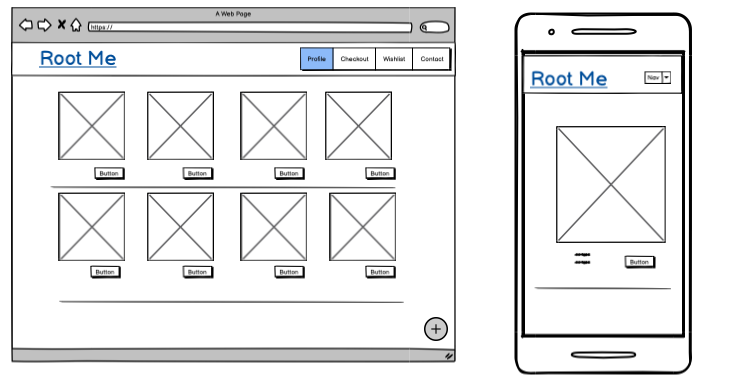 A Web Page
https://
Root Me
Profile Checkout Wishlist Contact
Button Button Button Button
Button Button Button Button
+
Root Me
Nav
Button